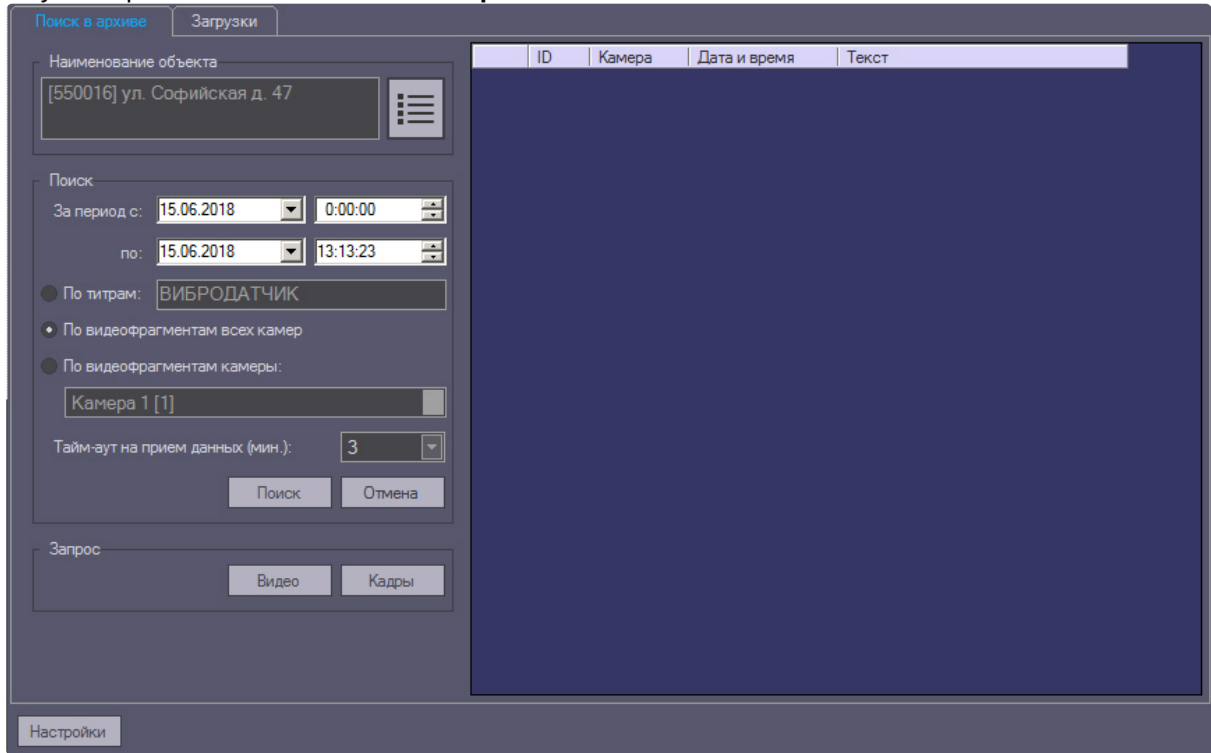 Поиск в архиве
Загрузки
Наименование объекта
[550016] ул. Софийская д. 47
Поиск
За период с: 15.06.2018 0:00:00
по: 15.06.2018 13:13:23
По титрам: ВИБРОДАТЧИК
По видеофрагментам всех камер
По видеофрагментам камеры:
Камера 1 [1]
Тайм-аут на прием данных (мин.): 3
Поиск Отмена
Запрос
Видео Кадры
ID Камера Дата и время Текст
Настройки